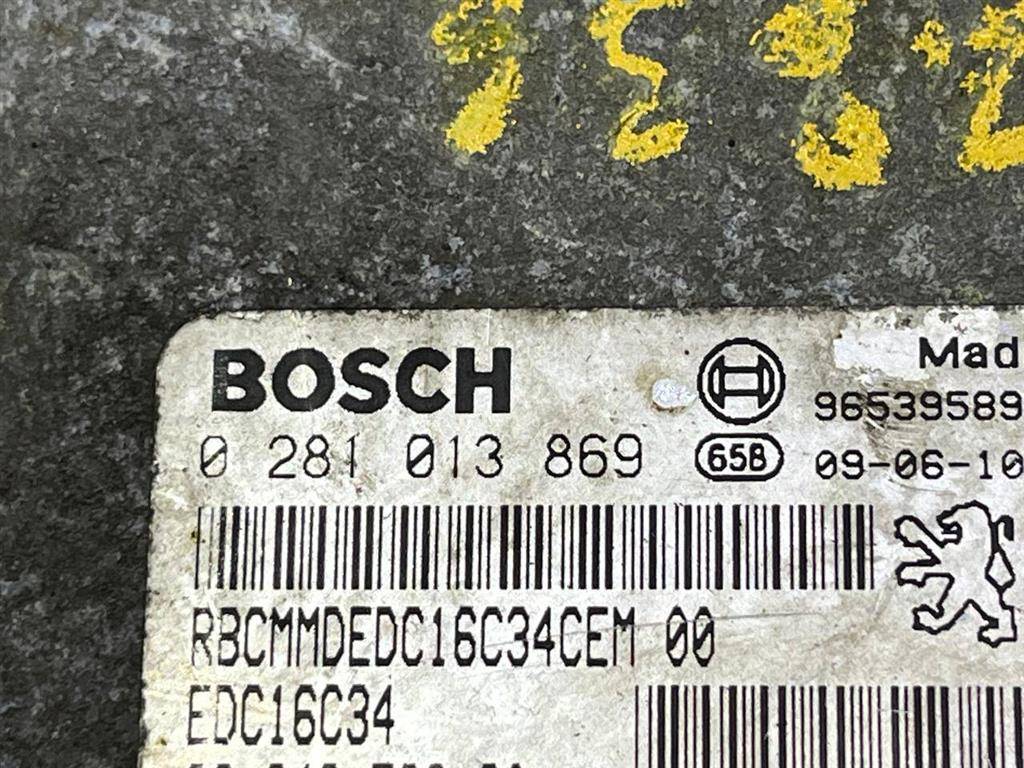 BOSCH
Mad
96539589
0 281 013 869
658
09-06-10
RBCMMDEDC16C34CEM 00
EDC16C34